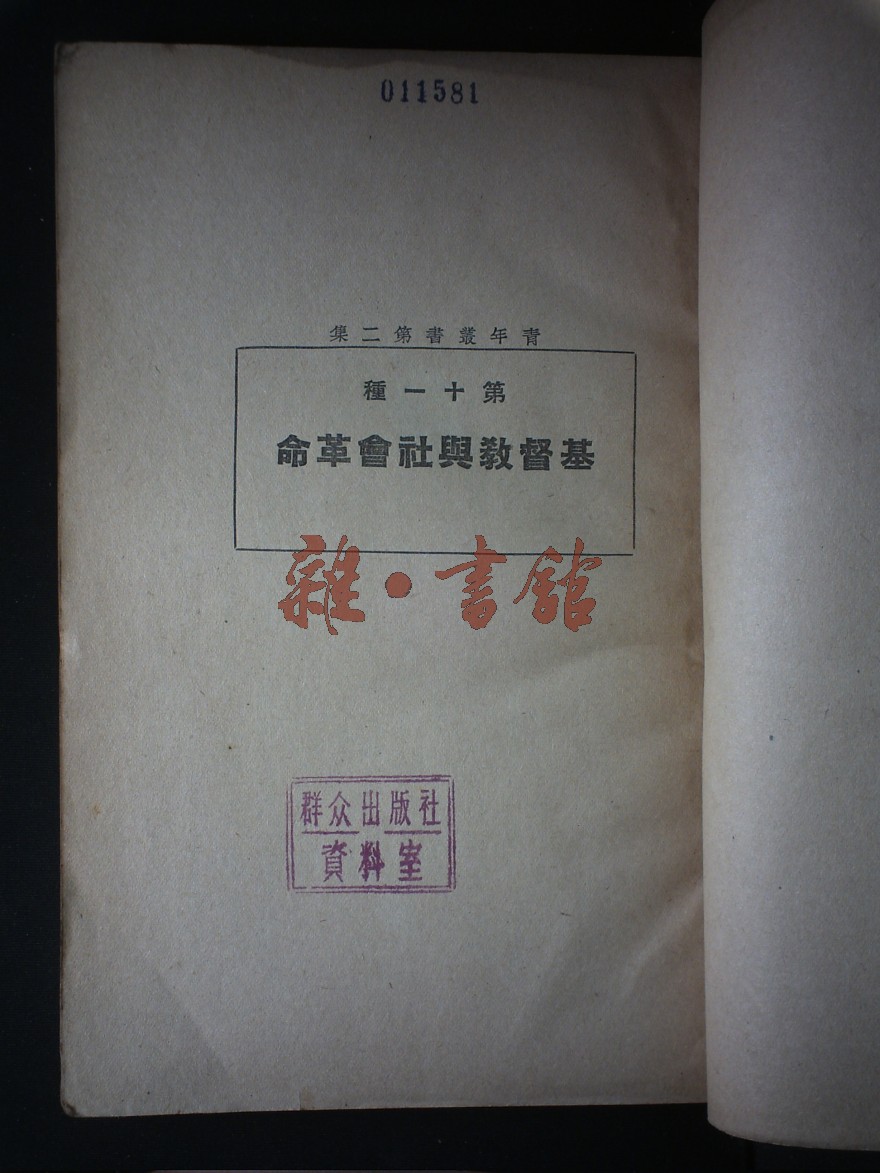 011581
青年叢書第二集
第十一種
基督教與社會革命
雜·書館
群众出版社
資料室